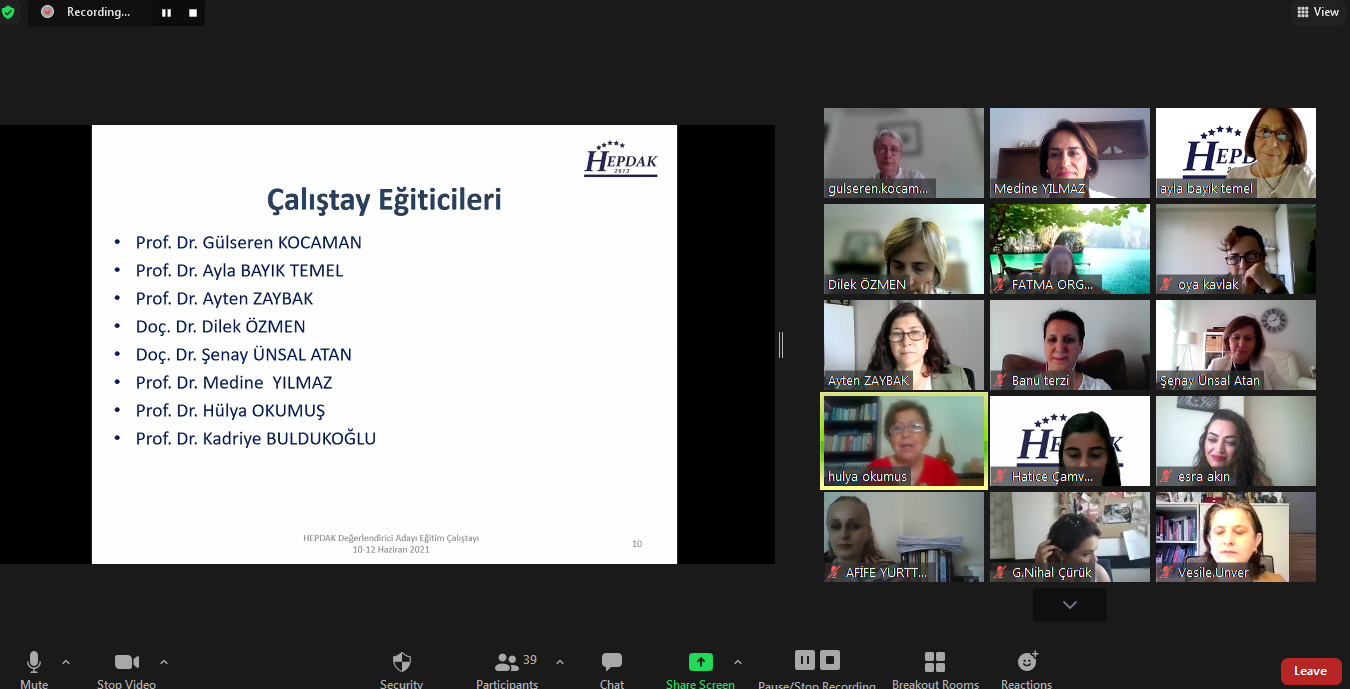 Recording...
View
HEPDAK
2013
Çalıştay Eğiticileri
• Prof. Dr. Gülseren KOCAMAN
• Prof. Dr. Ayla BAYIK TEMEL
• Prof. Dr. Ayten ZAYBAK
• Doç. Dr. Dilek ÖZMEN
• Doç. Dr. Şenay ÜNSAL ATAN
• Prof. Dr. Medine YILMAZ
• Prof. Dr. Hülya OKUMUŞ
• Prof. Dr. Kadriye BULDUKOĞLU
HEPDAK Değerlendirici Adayı Eğitim Çalıştayı
10-12 Haziran 2021
10
gulseren.kocam...
Medine YILMAZ
HEPD
ayla bayık temel
Dilek ÖZMEN
FATMA ORG...
oya kavlak
Ayten ZAYBAK
Banu terzi
Şenay Ünsal Atan
hulya okumus
Hatice Çamv...
esra akın
AFİFE YURTT...
G.Nihal Çürük
Vesile.Unver
Mute
Stop Video
Security
39
Participants
Chat
Share Screen
Pause/Stop Recording
Breakout Rooms
Reactions
Leave